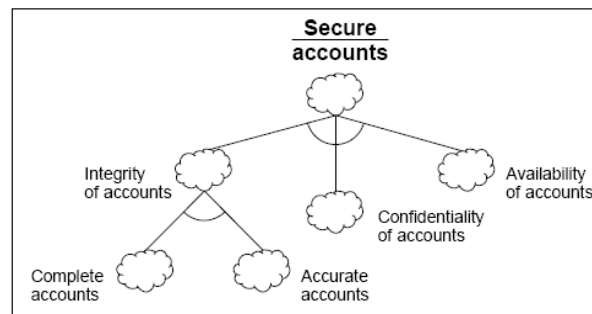 Secure
accounts
Integrity
of accounts
Availability
of accounts
Confidentiality
of accounts
Complete
accounts
Accurate
accounts